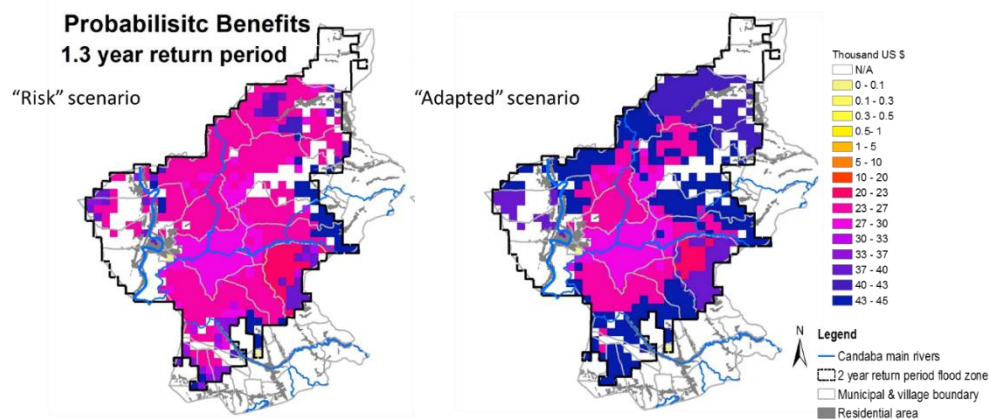 Probabilisitc Benefits
1.3 year return period
“Risk” scenario
“Adapted” scenario
Thousand US $
N/A
0 - 0.1
0.1 - 0.3
0.3 - 0.5
0.5- 1
1 - 5
5 - 10
10 - 20
20 - 23
23 - 27
27 - 30
30 - 33
33 - 37
37 - 40
40 - 43
43 - 45
N
Legend
Candaba main rivers
2 year return period flood zone
Municipal & village boundary
Residential area